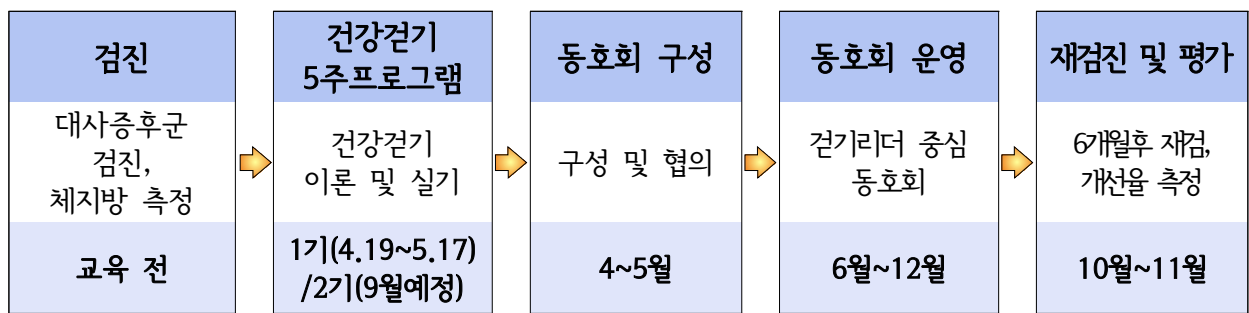 검진
대사증후군
검진,
체지방 측정
교육 전
건강걷기
5주프로그램
건강걷기
이론 및 실기
1기(4.19~5.17)
/2기(9월예정)
동호회 구성
구성 및 협의
4~5월
동호회 운영
걷기리더 중심
동호회
6월~12월
재검진 및 평가
6개월후 재검,
개선율 측정
10월~11월